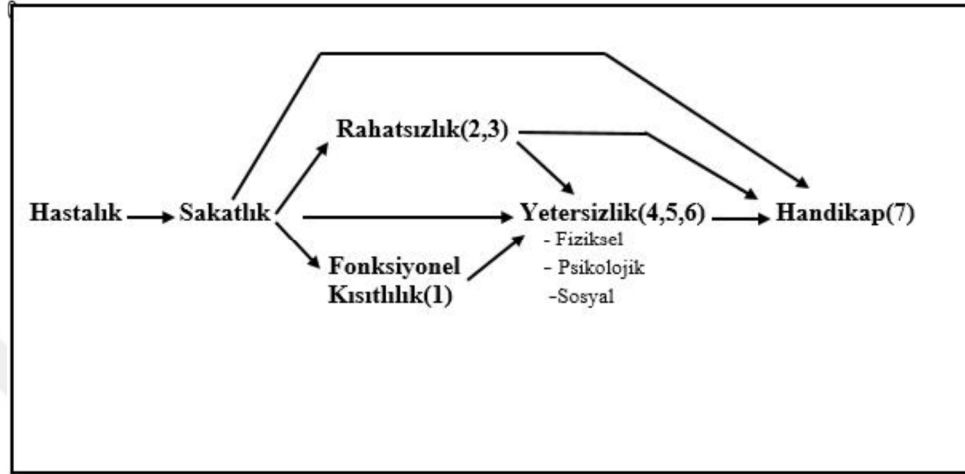 Rahatsızlık(2,3)
Hastalık Sakatlık Yetersizlik(4,5,6) Handikap(7)
- Fiziksel
Fonksiyonel - Psikolojik
Kısıtlılık(1) -Sosyal